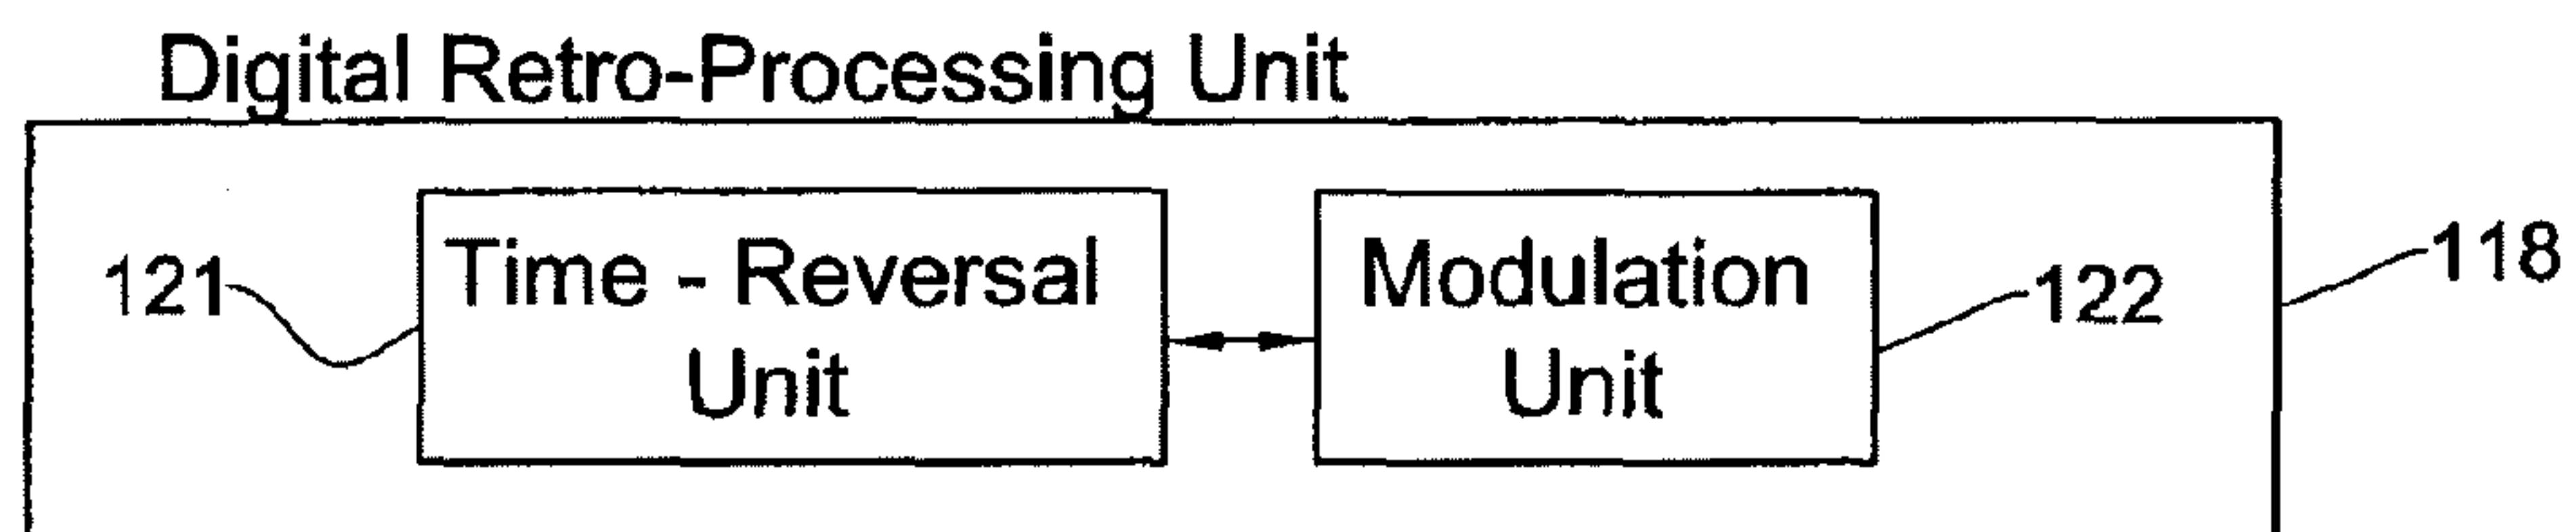 Digital Retro-Processing Unit
121
Time - Reversal
Unit
Modulation
Unit
122
118